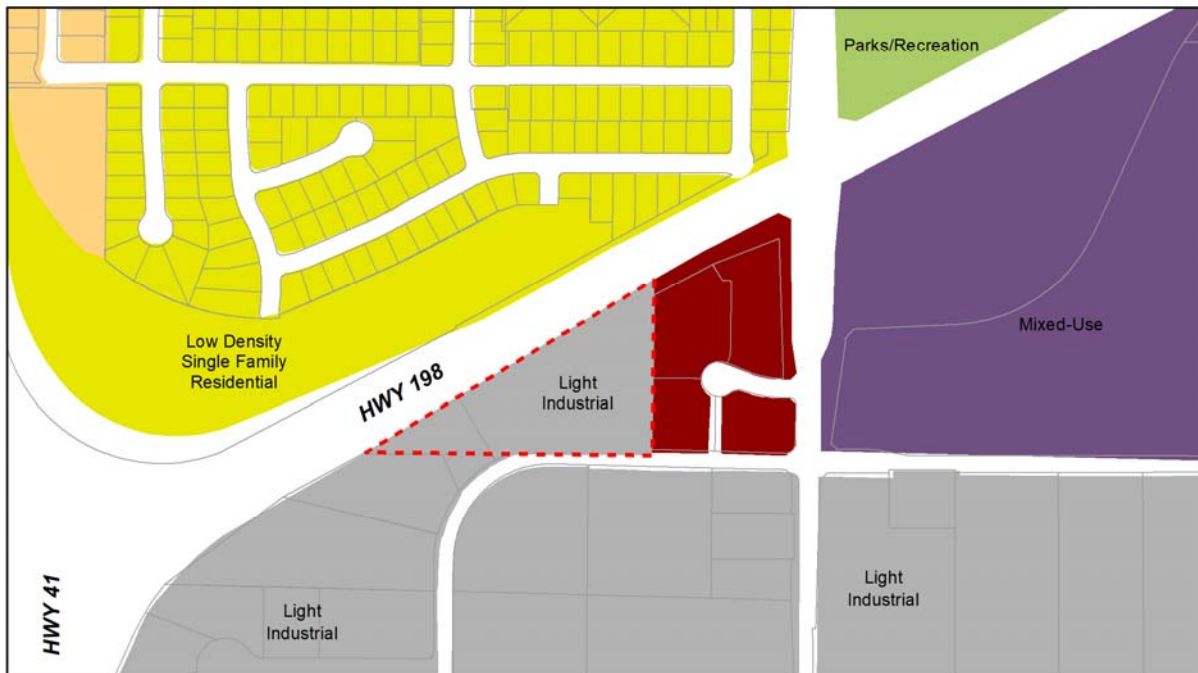 Parks/Recreation
Mixed-Use
Low Density
Single Family
Residential
HWY 198
Light
Industrial
HWY 41
Light
Industrial
Light
Industrial